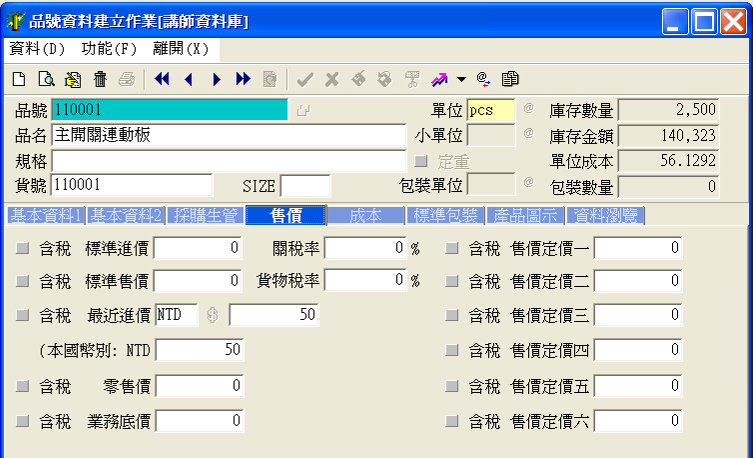 品號資料建立作業[講師資料庫]
資料(D) 功能(F) 離開(X)
品號 110001 單位 pcs @ 庫存數量 2,500
品名 主開關運動板 小單位 @ 庫存金額 140,323
規格 定重 單位成本 56.1292
貨號 110001 SIZE 包裝單位 @ 包裝數量 0
基本資料1 基本資料2 採購生管 售價 成本 標準包裝 產品圖示 資料瀏覽
含稅 標準進價 0 關稅率 0 % 含稅 售價定價一 0
含稅 標準售價 0 貨物稅率 0 % 含稅 售價定價二 0
含稅 最近進價 NTD $ 50 含稅 售價定價三 0
(本國幣別: NTD 50 含稅 售價定價四 0
含稅 零售價 0 含稅 售價定價五 0
含稅 業務底價 0 含稅 售價定價六 0